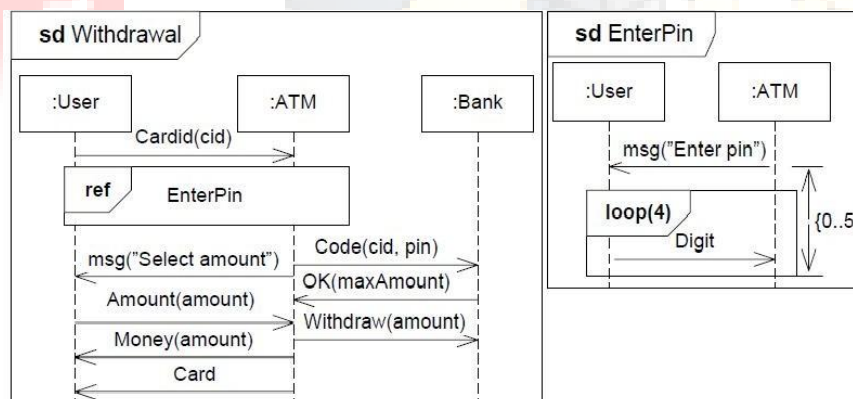 sd Withdrawal
:User
:ATM
:Bank
Cardid(cid)
ref
EnterPin
Code(cid, pin)
msg("Select amount")
OK(maxAmount)
Amount(amount)
Withdraw(amount)
Money(amount)
Card
sd EnterPin
:User
:ATM
msg("Enter pin")
loop(4)
Digit
{0..5